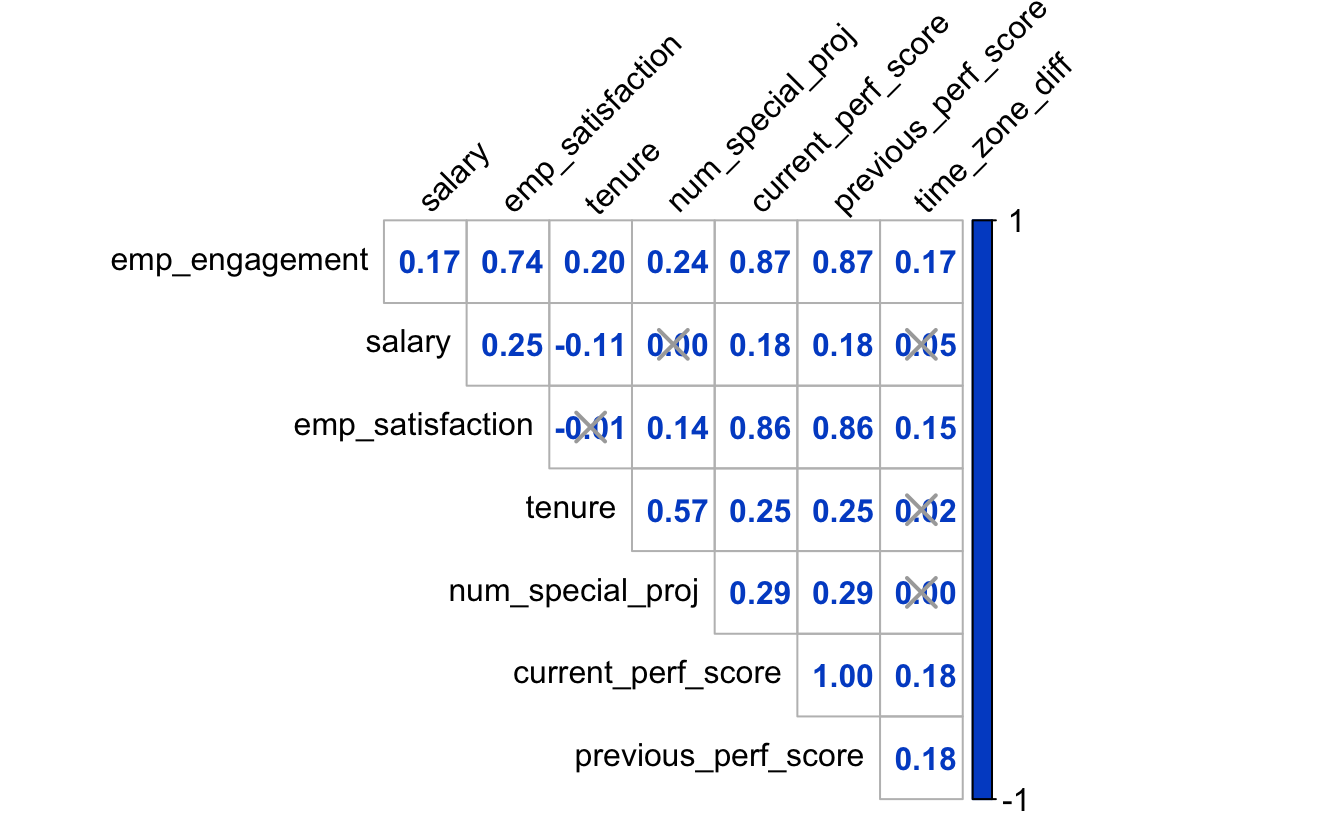 salary emp_satisfaction tenure num_special_proj current_perf_score previous_perf_score time_zone_diff
1
emp_engagement 0.17 0.74 0.20 0.24 0.87 0.87 0.17
salary 0.25 -0.11 0.00 0.18 0.18 0.05
emp_satisfaction -0.01 0.14 0.86 0.86 0.15
tenure 0.57 0.25 0.25 0.02
num_special_proj 0.29 0.29 0.00
current_perf_score 1.00 0.18
previous_perf_score 0.18
-1